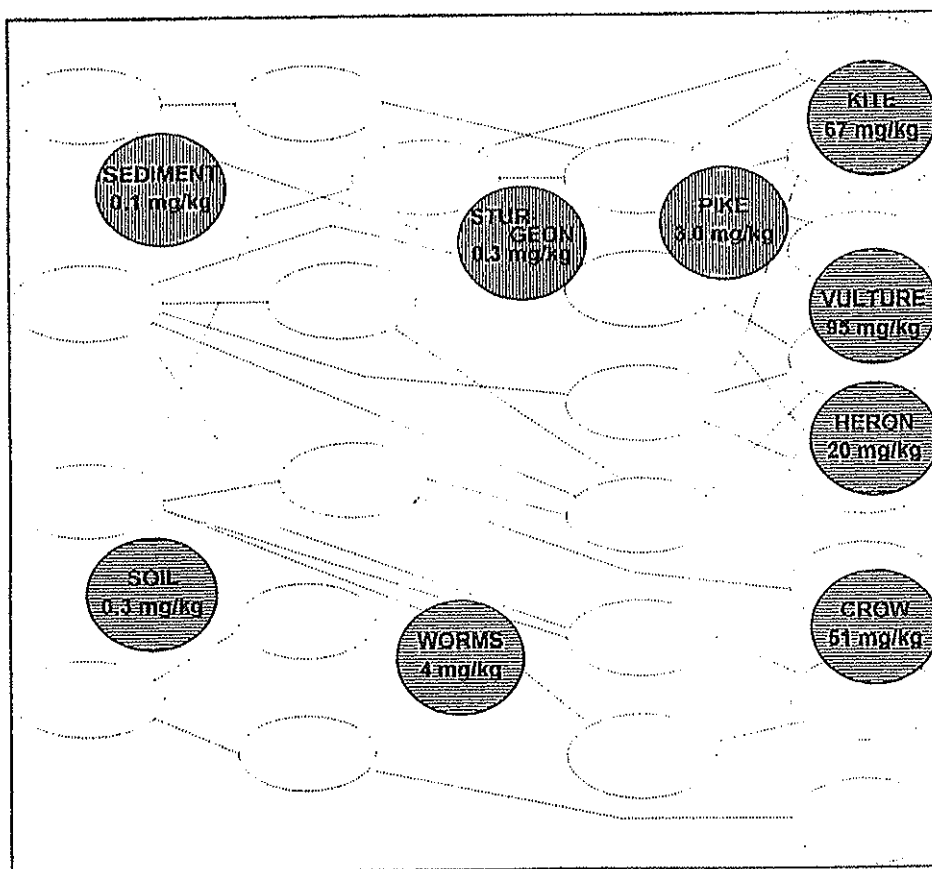 KITE
67 mg/kg
SEDIMENT
0.1 mg/kg
STUR
GEON
0.3 mg/kg
PIKE
3.0 mg/kg
VULTURE
95 mg/kg
HERON
20 mg/kg
SOIL
0.3 mg/kg
WORMS
4 mg/kg
CROW
51 mg/kg